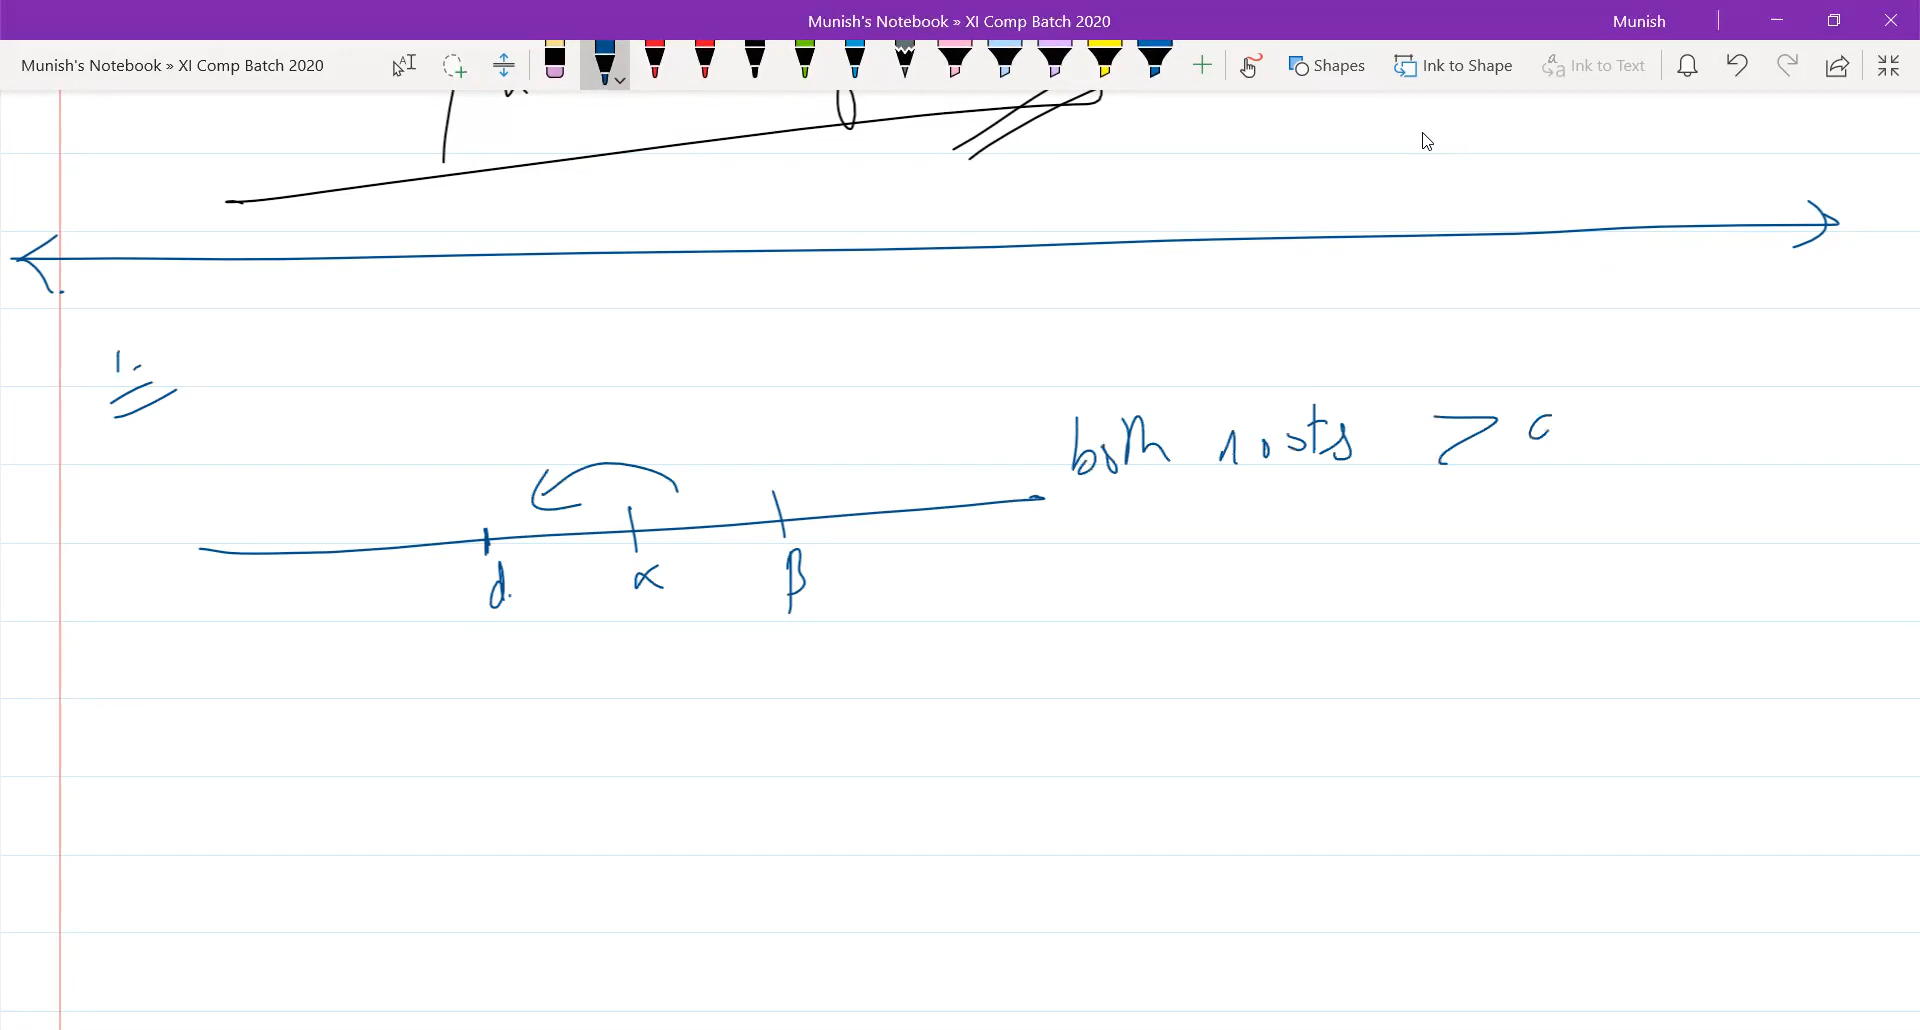 Munish's Notebook » XI Comp Batch 2020
Munish
Munish's Notebook » XI Comp Batch 2020
Shapes
Ink to Shape
Ink to Text
1.
both roots >
d. α β